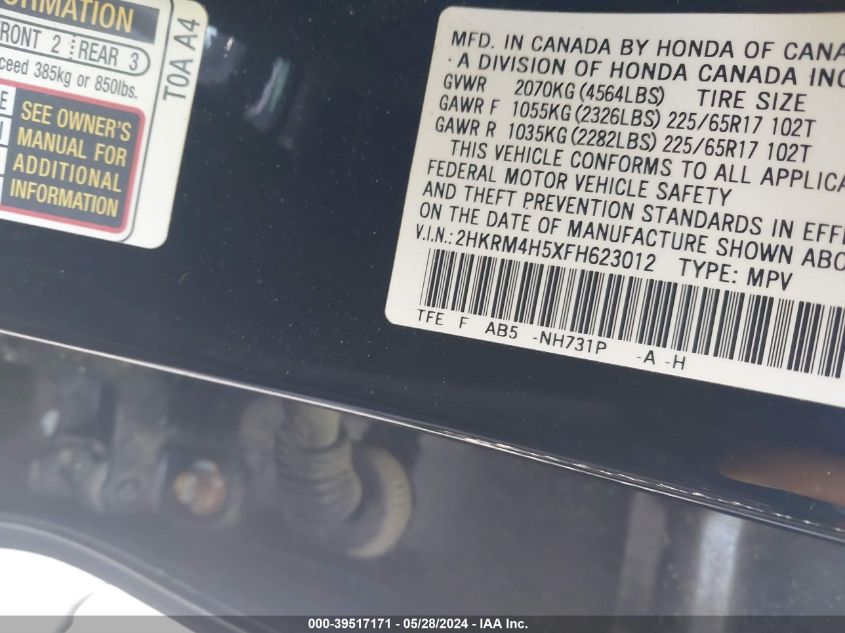 ORMATION
FRONT 2 REAR 3
ceed 385kg or 850lbs.
SEE OWNER'S
MANUAL FOR
ADDITIONAL
INFORMATION
T0A A4
MFD. IN CANADA BY HONDA OF CANA
A DIVISION OF HONDA CANADA INC
GVWR 2070KG (4564LBS) TIRE SIZE
GAWR F 1055KG (2326LBS) 225/65R17 102T
GAWR R 1035KG (2282LBS) 225/65R17 102T
THIS VEHICLE CONFORMS TO ALL APPLICA
FEDERAL MOTOR VEHICLE SAFETY
AND THEFT PREVENTION STANDARDS IN EFF
ON THE DATE OF MANUFACTURE SHOWN ABO
V.I.N.: 2HKRM4H5XFH623012 TYPE: MPV
TFE F AB5 -NH731P -A -H
000-39517171 | 05/28/2024 - IAA Inc.